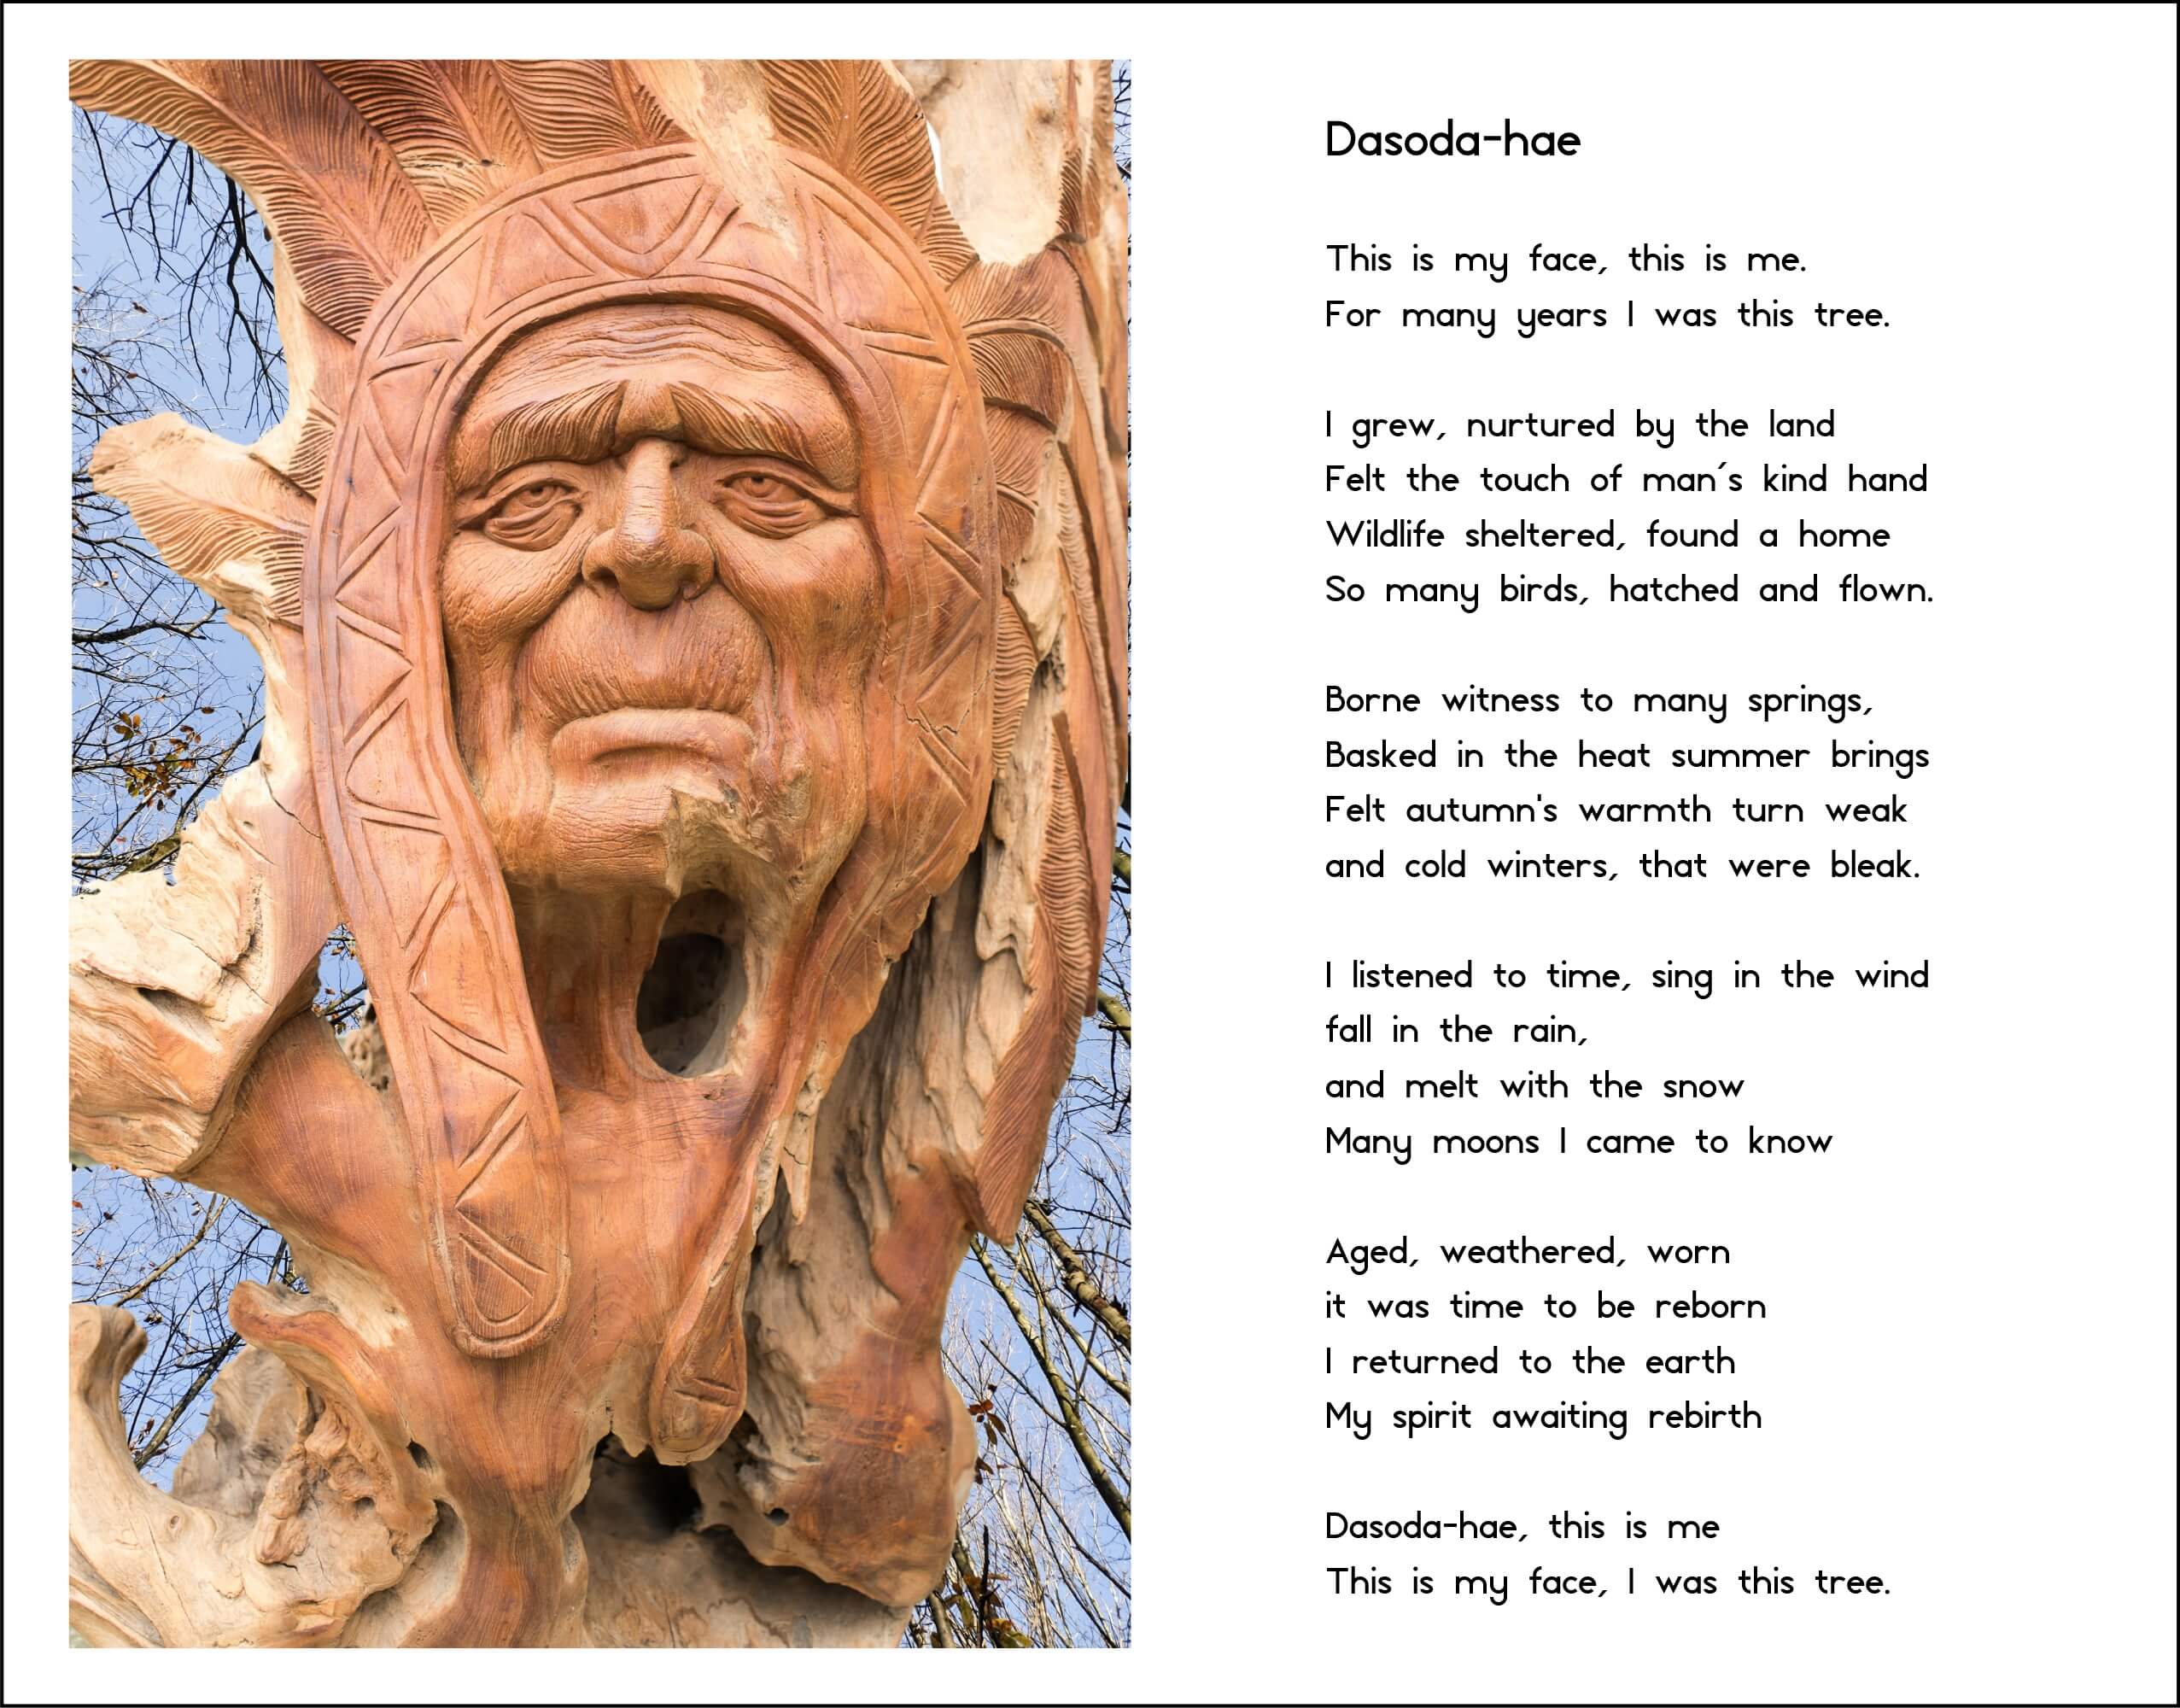 Dasoda-hae
This is my face, this is me.
For many years I was this tree.
I grew, nurtured by the land
Felt the touch of man´s kind hand
Wildlife sheltered, found a home
So many birds, hatched and flown.
Borne witness to many springs,
Basked in the heat summer brings
Felt autumn's warmth turn weak
and cold winters, that were bleak.
I listened to time, sing in the wind
fall in the rain,
and melt with the snow
Many moons I came to know
Aged, weathered, worn
it was time to be reborn
I returned to the earth
My spirit awaiting rebirth
Dasoda-hae, this is me
This is my face, I was this tree.